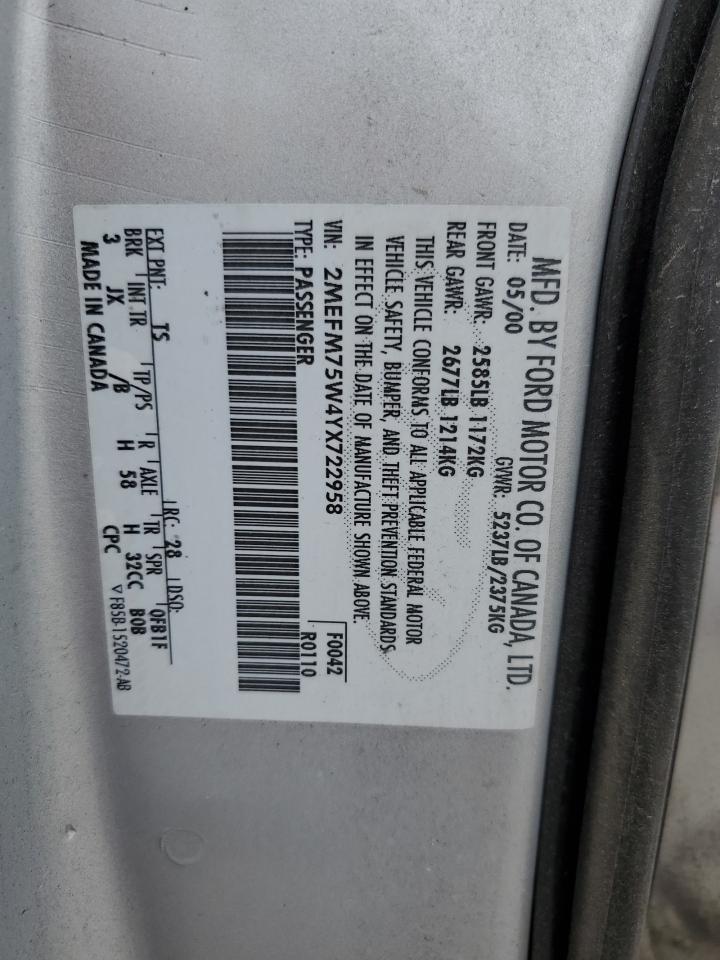 MFD. BY FORD MOTOR CO. OF CANADA, LTD.
DATE: 05/00 GVWR: 5237LB/2375KG
FRONT GAWR: 2585LB 1172KG
REAR GAWR: 2677LB 1214KG
THIS VEHICLE CONFORMS TO ALL APPLICABLE FEDERAL MOTOR
VEHICLE SAFETY, BUMPER, AND THEFT PREVENTION STANDARDS
IN EFFECT ON THE DATE OF MANUFACTURE SHOWN ABOVE.
VIN: 2MEFM75W4YX722958 F0042
TYPE: PASSENGER R0110
EXT PNT: TS RC: 28 DSO: OFB1F
BRK INT TR TP/PS R AXLE TR SPR
3 JX /B H 58 H 32CC BOB
MADE IN CANADA CPC ▽F85B-1520472-AB